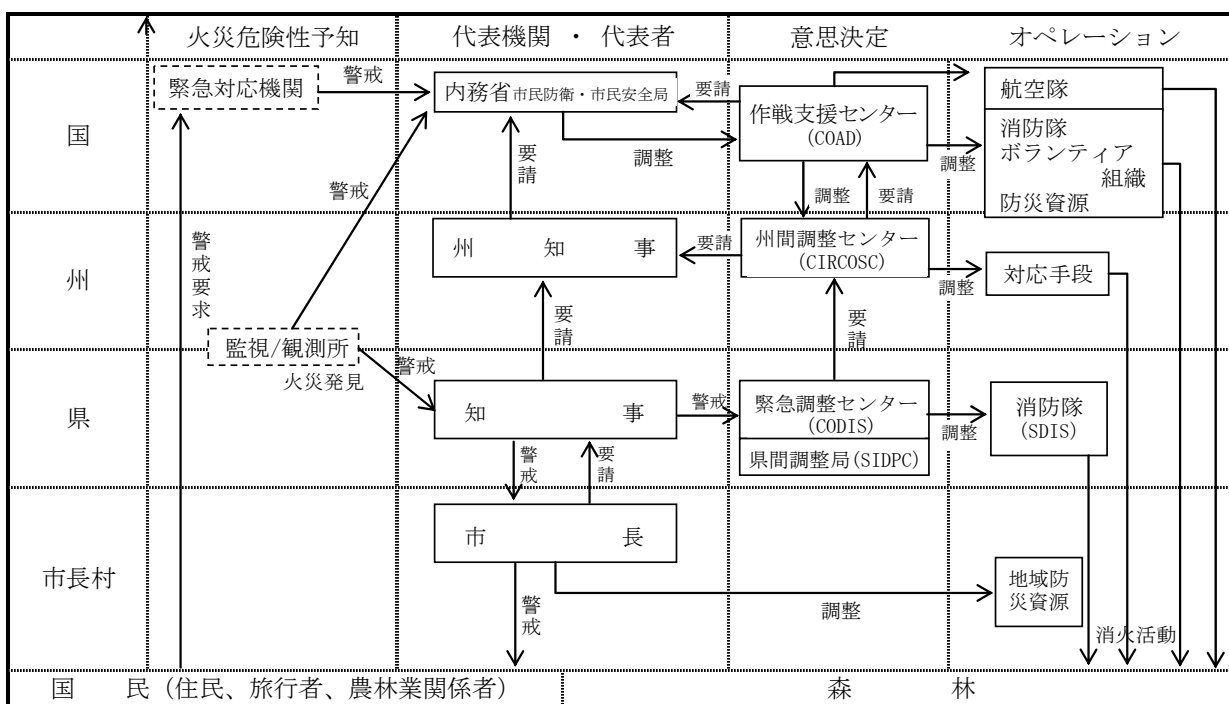 火災危険性予知
代表機関 ・ 代表者
意思決定
オペレーション
国
緊急対応機関
警戒
内務省市民防衛・市民安全局
要請
作戦支援センター
(COAD)
航空隊
消防隊
ボランティア
組織
防災資源
調整
調整
要請
警戒
調整
要請
州
警戒要求
州 知 事
要請
州間調整センター
(CIRCOSC)
調整
対応手段
要請
要請
監視/観測所
火災発見
警戒
県
知 事
警戒
緊急調整センター
(CODIS)
県間調整局(SIDPC)
調整
消防隊
(SDIS)
警戒
要請
市長村
市 長
警戒
調整
地域防
災資源
消火活動
国 民(住民、旅行者、農林業関係者)
森 林